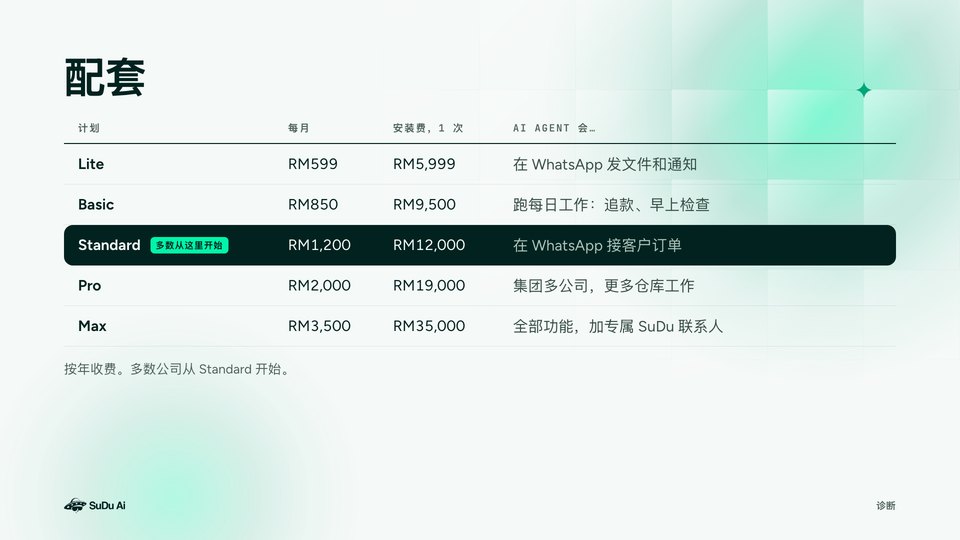 配套
计划 每月 安装费，1 次 AI AGENT 会…
Lite RM599 RM5,999 在 WhatsApp 发文件和通知
Basic RM850 RM9,500 跑每日工作：追款、早上检查
Standard 多数从这里开始 RM1,200 RM12,000 在 WhatsApp 接客户订单
Pro RM2,000 RM19,000 集团多公司，更多仓库工作
Max RM3,500 RM35,000 全部功能，加专属 SuDu 联系人
按年收费。多数公司从 Standard 开始。
SuDu Ai 诊断